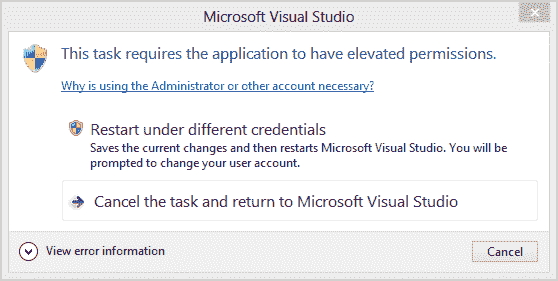 Microsoft Visual Studio
This task requires the application to have elevated permissions.
Why is using the Administrator or other account necessary?
Restart under different credentials
Saves the current changes and then restarts Microsoft Visual Studio. You will be
prompted to change your user account.
Cancel the task and return to Microsoft Visual Studio
View error information
Cancel